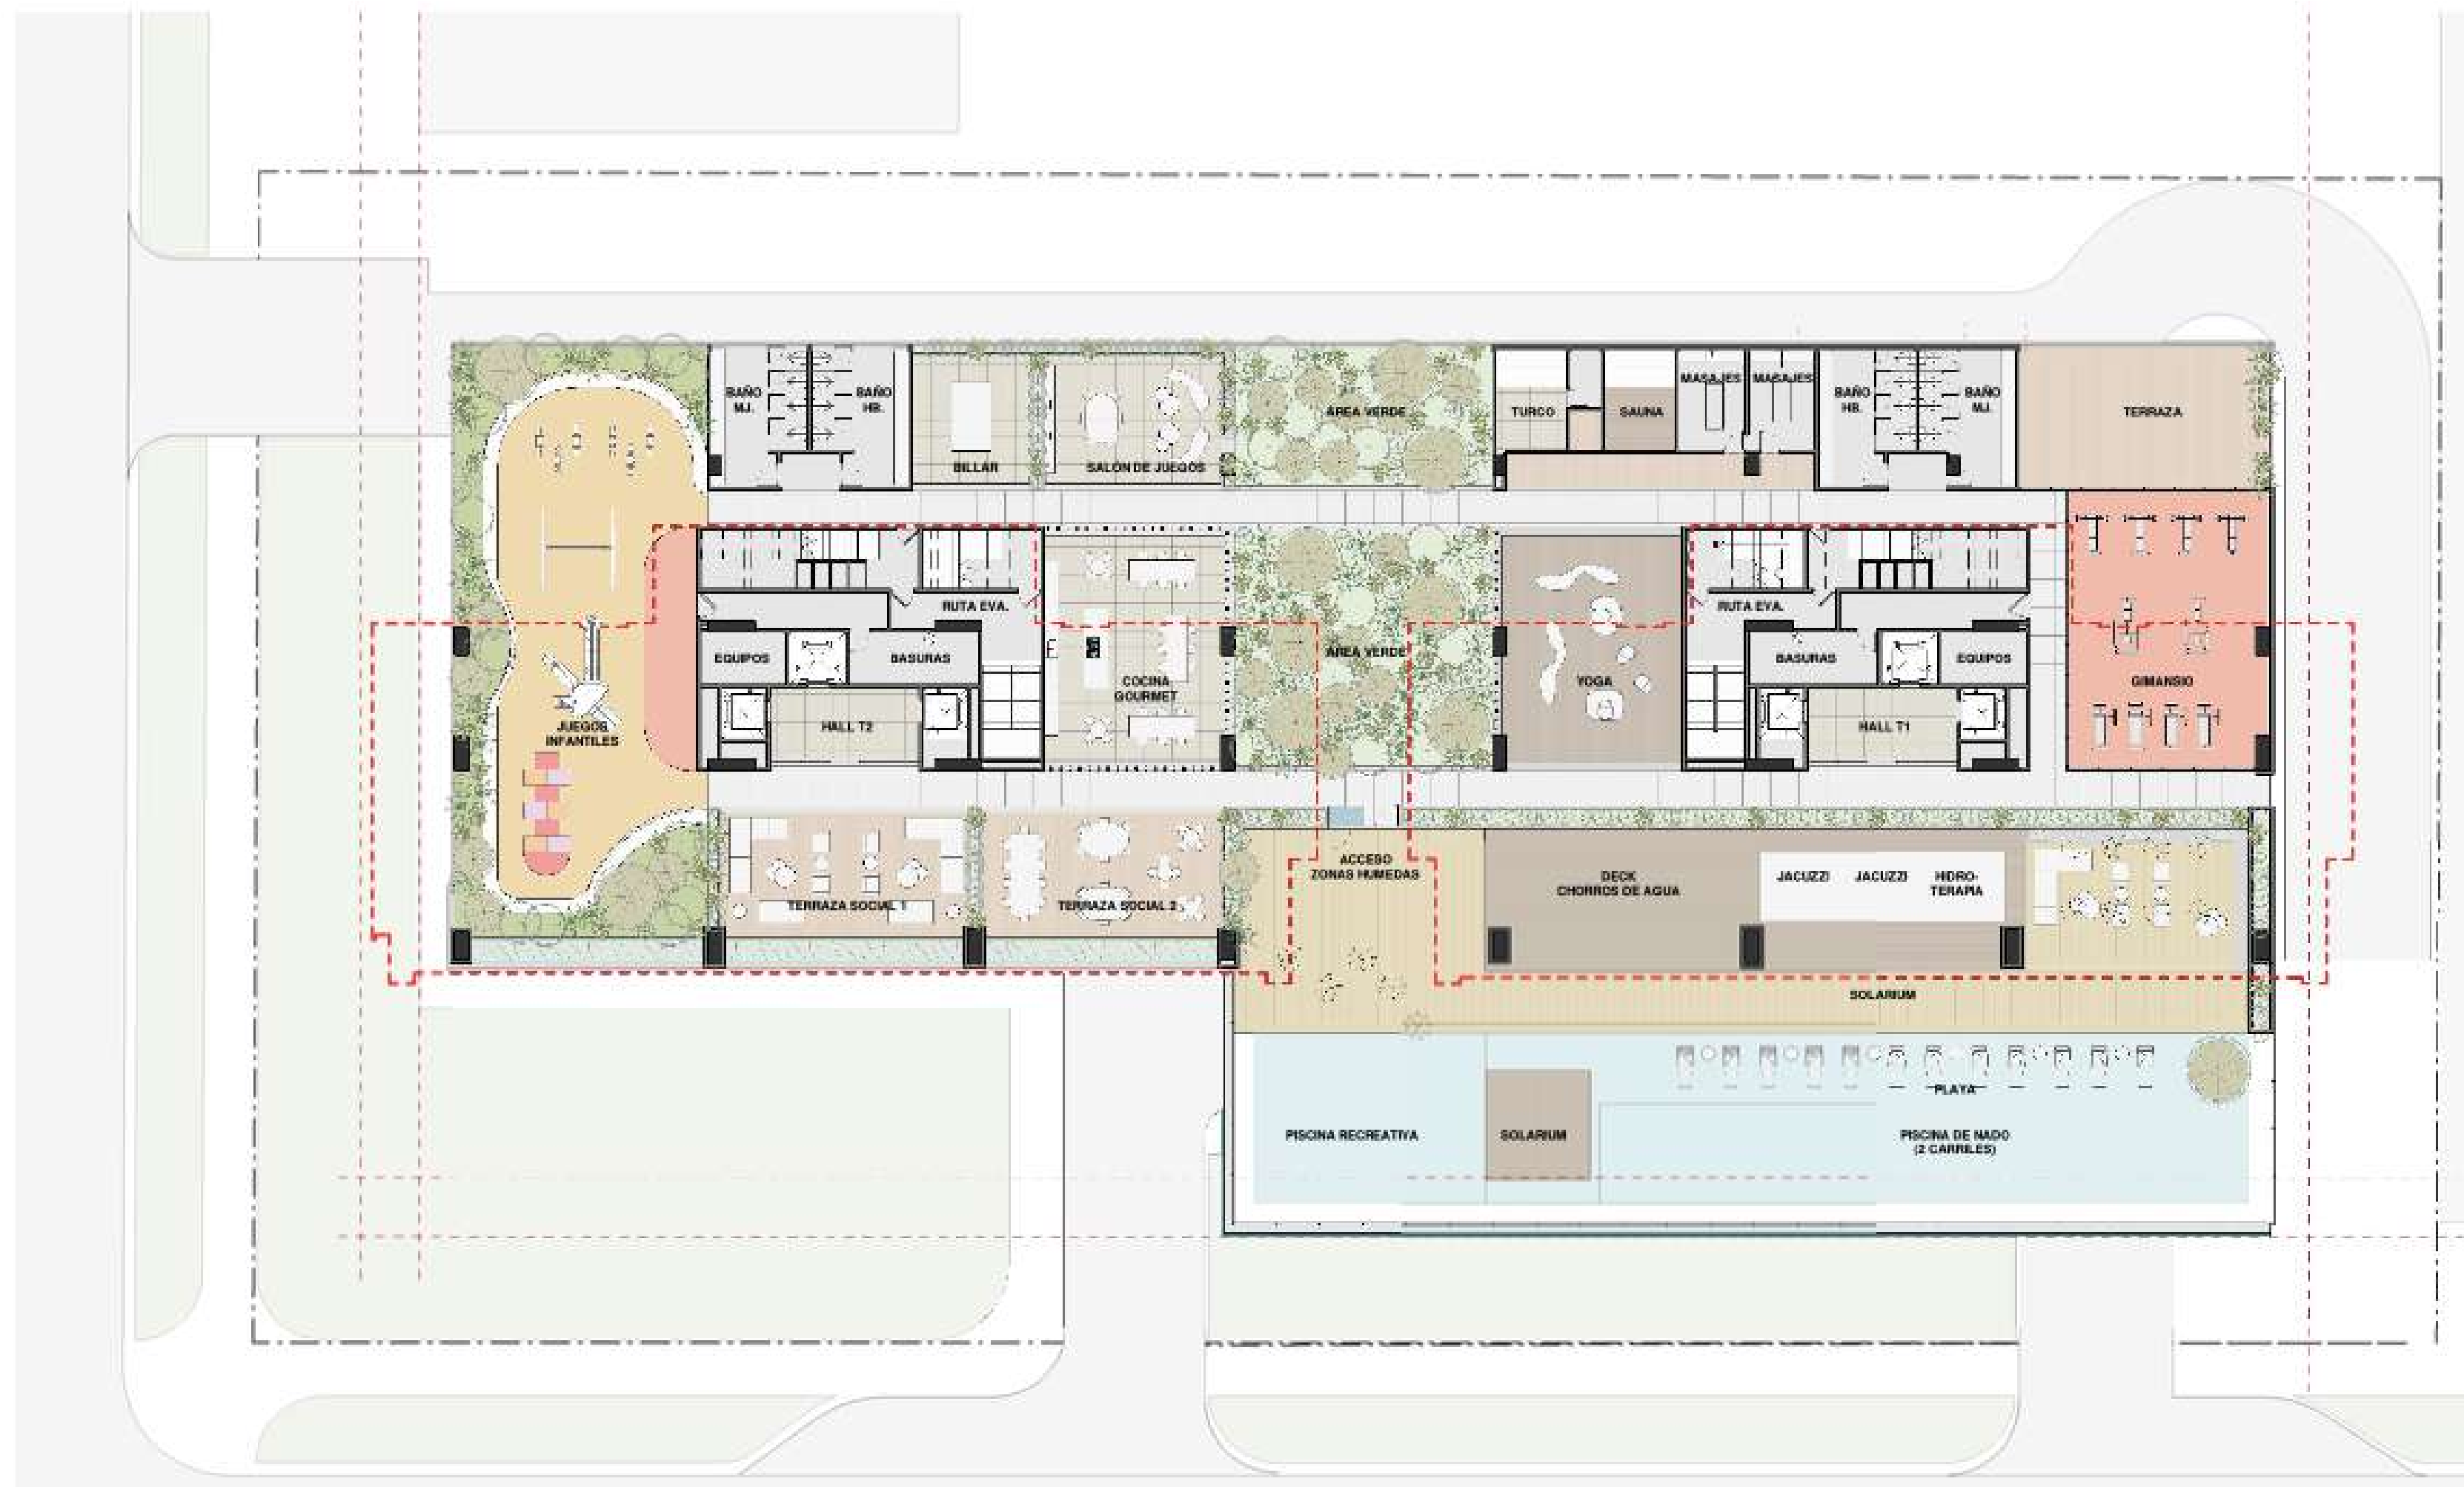 BAÑO
MJ.
BAÑO
HB.
BILLAR
SALÓN DE JUEGOS
ÁREA VERDE
TURCO
SAUNA
MASAJES
MASAJES
BAÑO
HB.
BAÑO
MJ.
TERRAZA
RUTA EVA.
EQUIPOS
BASURAS
HALL T2
COCINA
GOURMET
ÁREA VERDE
YOGA
RUTA EVA.
BASURAS
EQUIPOS
HALL T1
GIMANSIO
JUEGOS
INFANTILES
TERRAZA SOCIAL 1
TERRAZA SOCIAL 2
ACCESO
ZONAS HUMEDAS
DECK
CHORROS DE AGUA
JACUZZI
JACUZZI
HIDRO-
TERAPIA
SOLARIUM
PLAYA
PISCINA RECREATIVA
SOLARIUM
PISCINA DE NADO
(2 CARRILES)